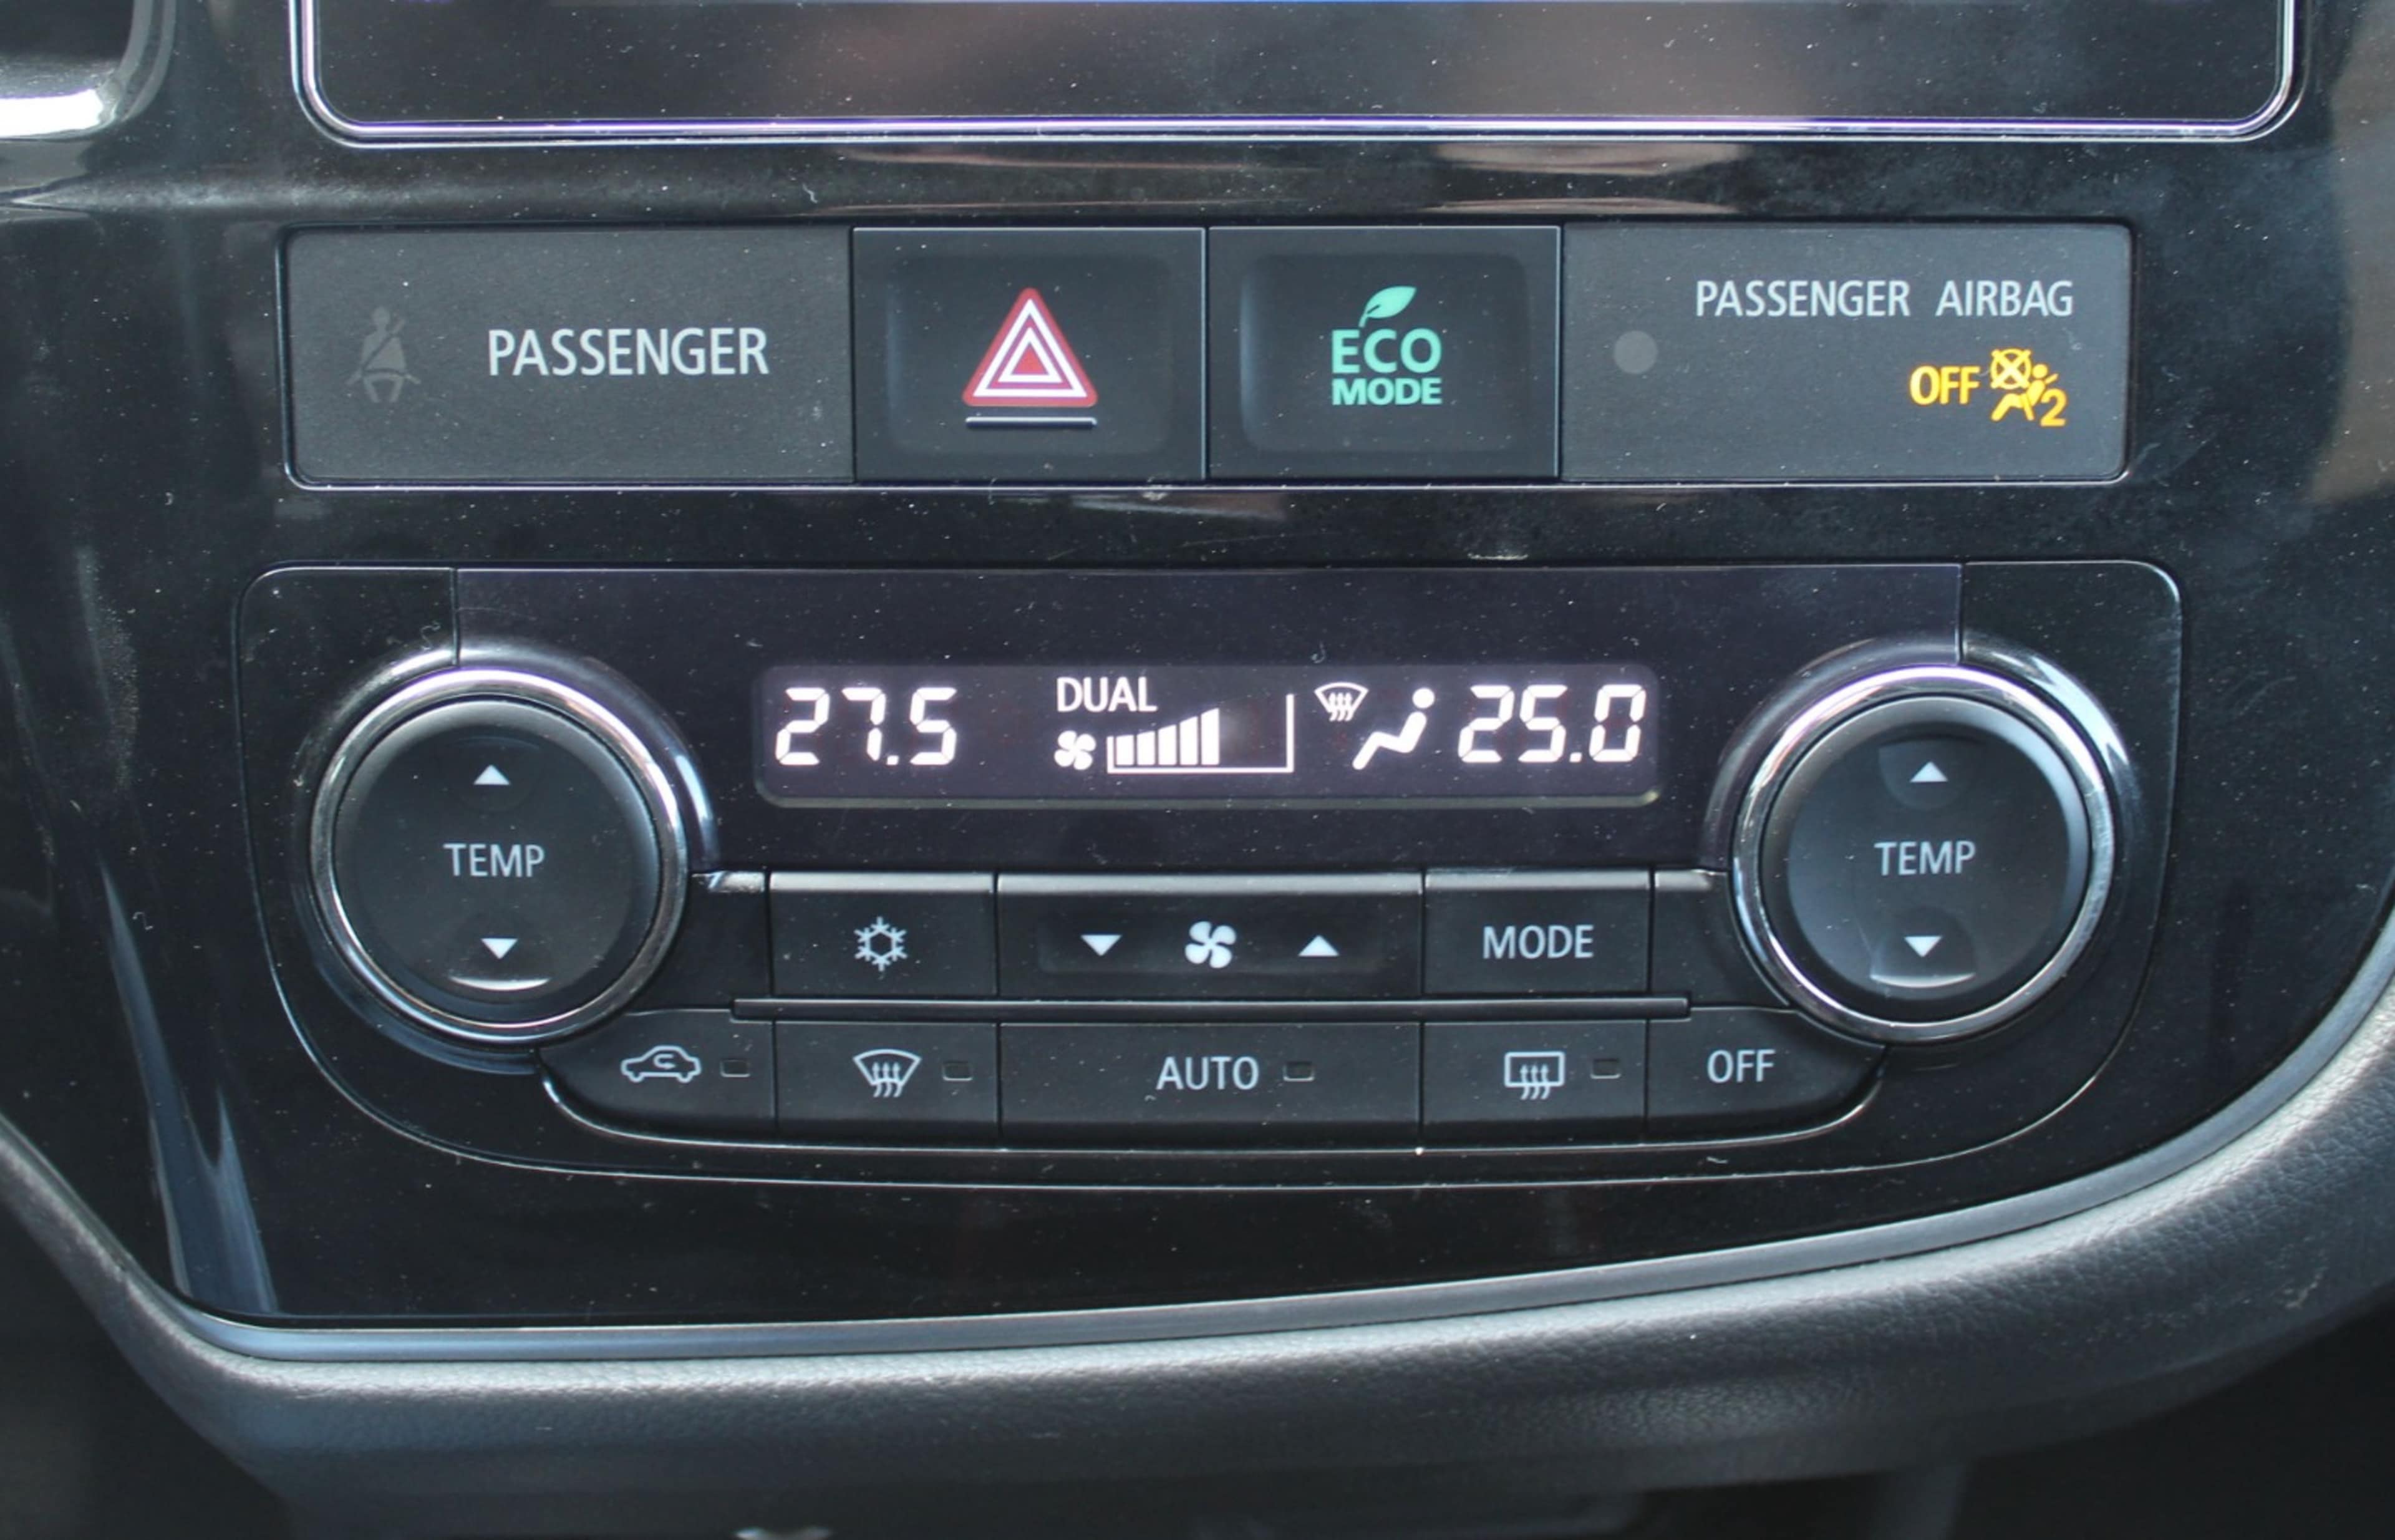 PASSENGER
ECO
MODE
PASSENGER AIRBAG
OFF 2
27.5
DUAL
25.0
TEMP
TEMP
MODE
AUTO
OFF